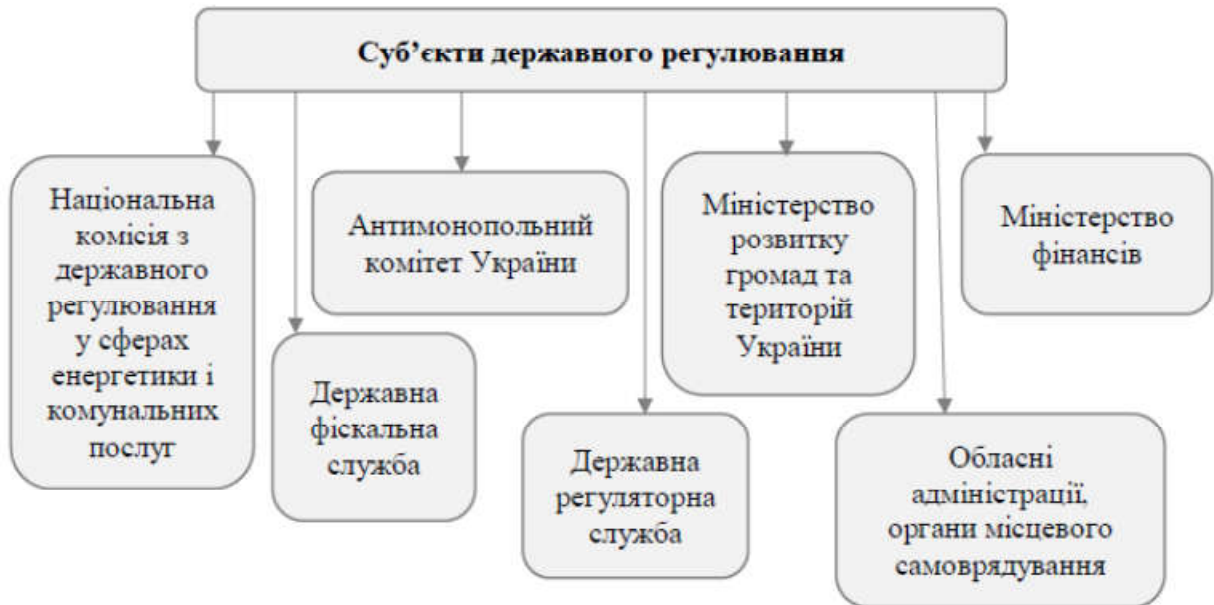 Суб’єкти державного регулювання
Національна
комісія з
державного
регулювання
у сферах
енергетики і
комунальних
послуг
Державна
фіскальна
служба
Антимонопольний
комітет України
Державна
регуляторна
служба
Міністерство
розвитку
громад та
територій
України
Обласні
адміністрації,
органи місцевого
самоврядування
Міністерство
фінансів